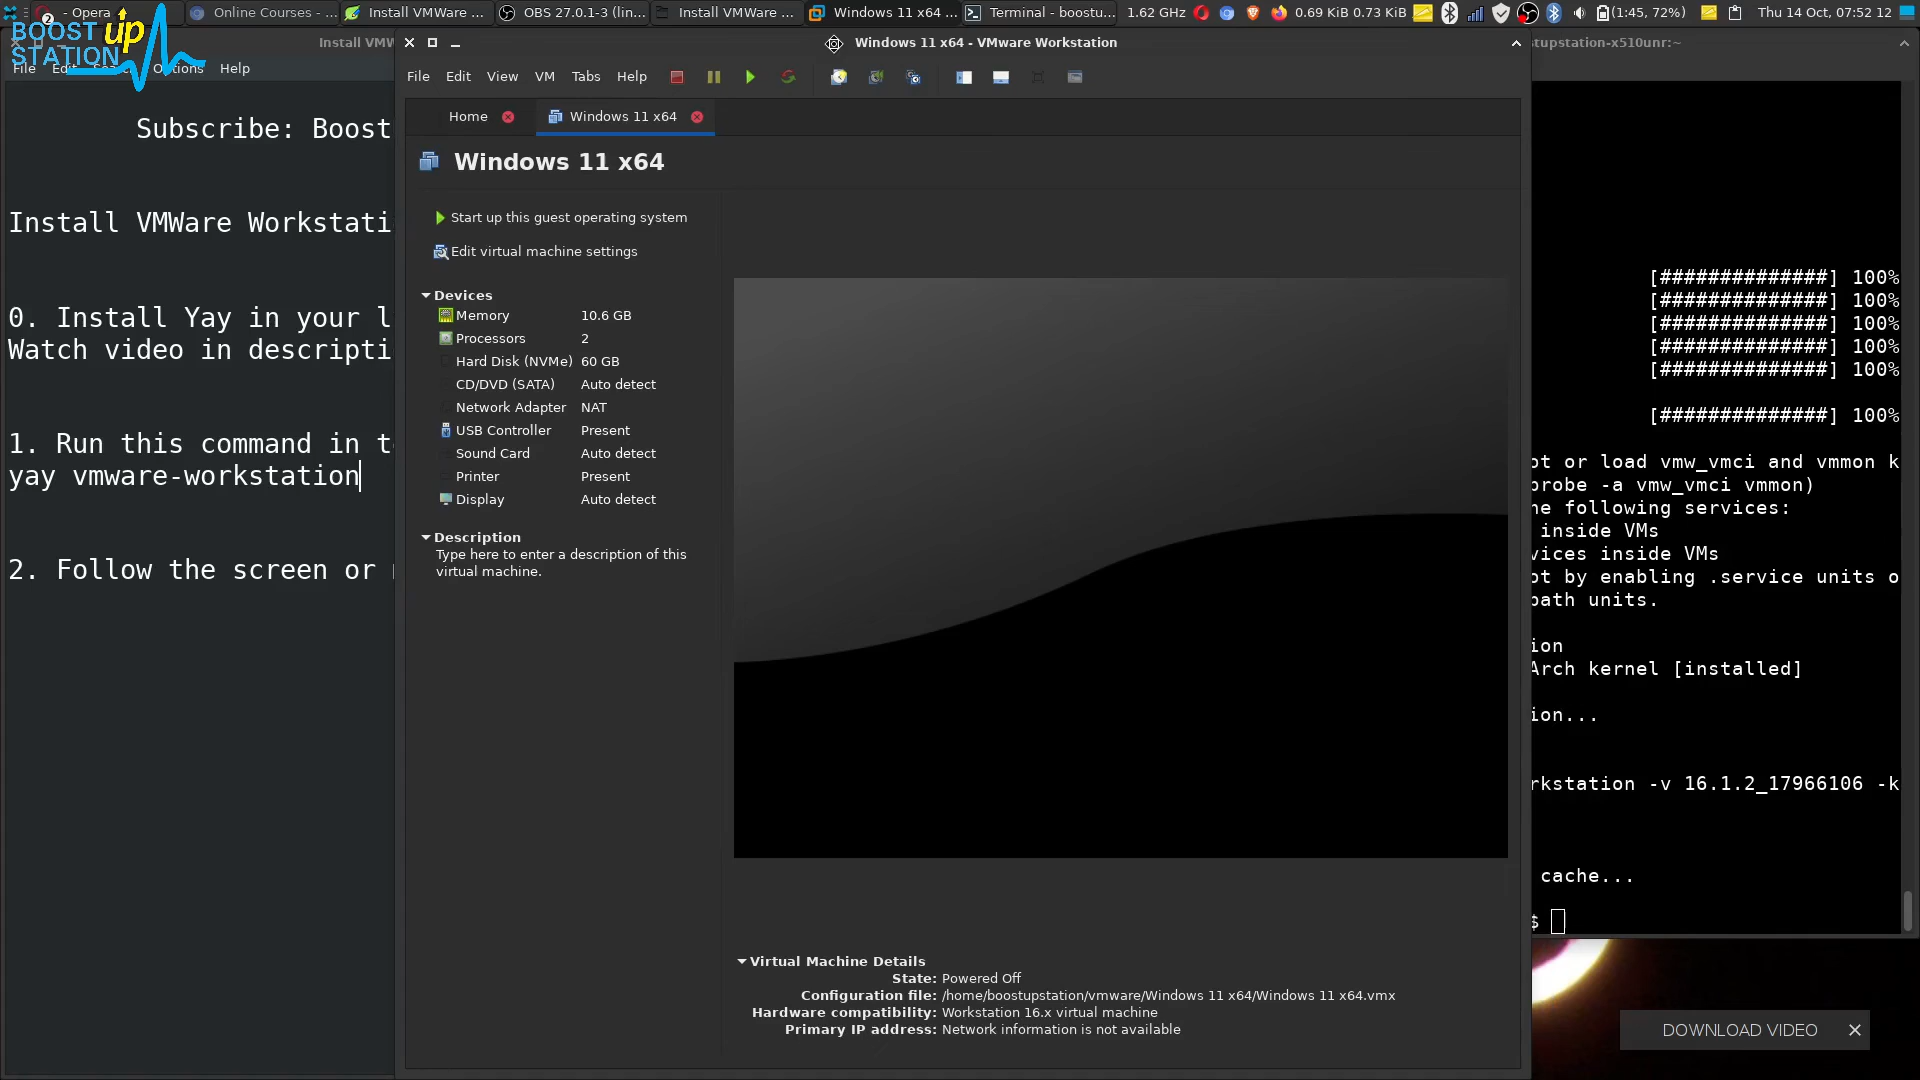 2
- Opera
Online Courses - ...
Install VMWare ...
OBS 27.0.1-3 (lin...
Install VMWare ...
Windows 11 x64 ...
Terminal - boostu...
1.62 GHz
0.69 KiB 0.73 KiB
(1:45, 72%)
Thu 14 Oct, 07:52 12
BOOST up
STATION
Install VMW
File
Options
Help
Subscribe: Boost
Install VMWare Workstati
0. Install Yay in your l
Watch video in descripti
1. Run this command in t
yay vmware-workstation
2. Follow the screen or
Windows 11 x64 - VMware Workstation
File Edit View VM Tabs Help
Home
Windows 11 x64
Windows 11 x64
Start up this guest operating system
Edit virtual machine settings
Devices
Memory 10.6 GB
Processors 2
Hard Disk (NVMe) 60 GB
CD/DVD (SATA) Auto detect
Network Adapter NAT
USB Controller Present
Sound Card Auto detect
Printer Present
Display Auto detect
Description
Type here to enter a description of this
virtual machine.
Virtual Machine Details
State: Powered Off
Configuration file: /home/boostupstation/vmware/Windows 11 x64/Windows 11 x64.vmx
Hardware compatibility: Workstation 16.x virtual machine
Primary IP address: Network information is not available
stupstation-x510unr:~
[##############] 100%
[##############] 100%
[##############] 100%
[##############] 100%
[##############] 100%
[##############] 100%
ot or load vmw_vmci and vmmon k
probe -a vmw_vmci vmmon)
he following services:
inside VMs
vices inside VMs
ot by enabling .service units o
path units.
ion
Arch kernel [installed]
ion...
rkstation -v 16.1.2_17966106 -k
cache...
$
DOWNLOAD VIDEO